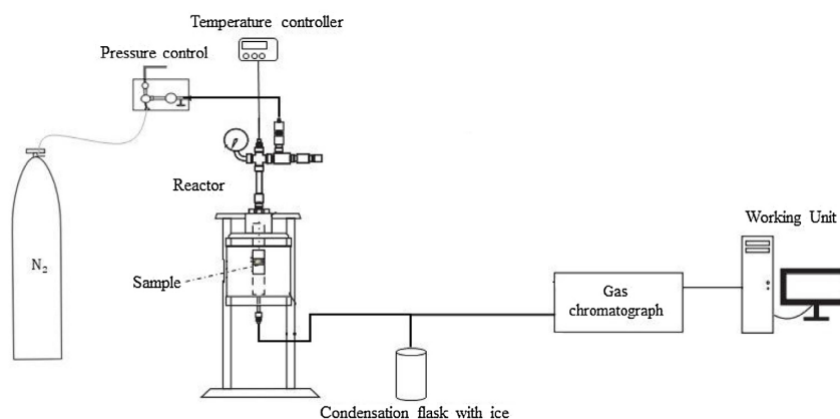 Temperature controller
Pressure control
Reactor
N₂
Sample
Working Unit
Gas
chromatograph
Condensation flask with ice